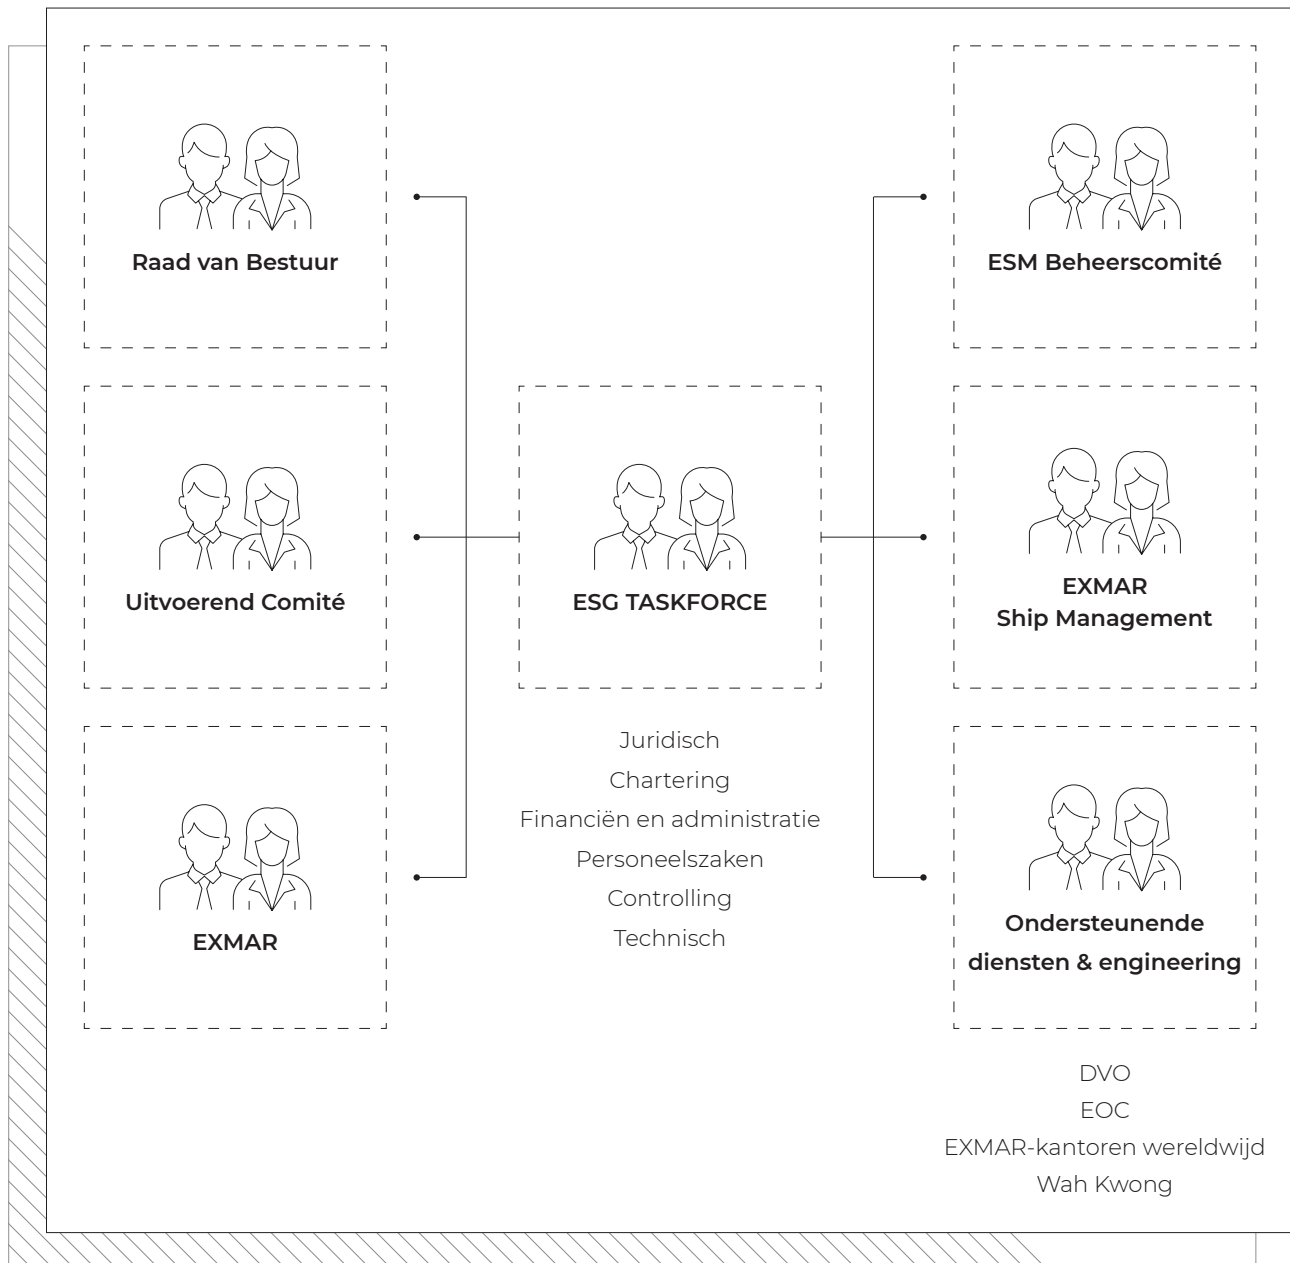 Raad van Bestuur
ESM Beheerscomité
Uitvoerend Comité
ESG TASKFORCE
EXMAR
Ship Management
Juridisch
Chartering
Financiën en administratie
Personeelszaken
Controlling
Technisch
EXMAR
Ondersteunende
diensten & engineering
DVO
EOC
EXMAR-kantoren wereldwijd
Wah Kwong